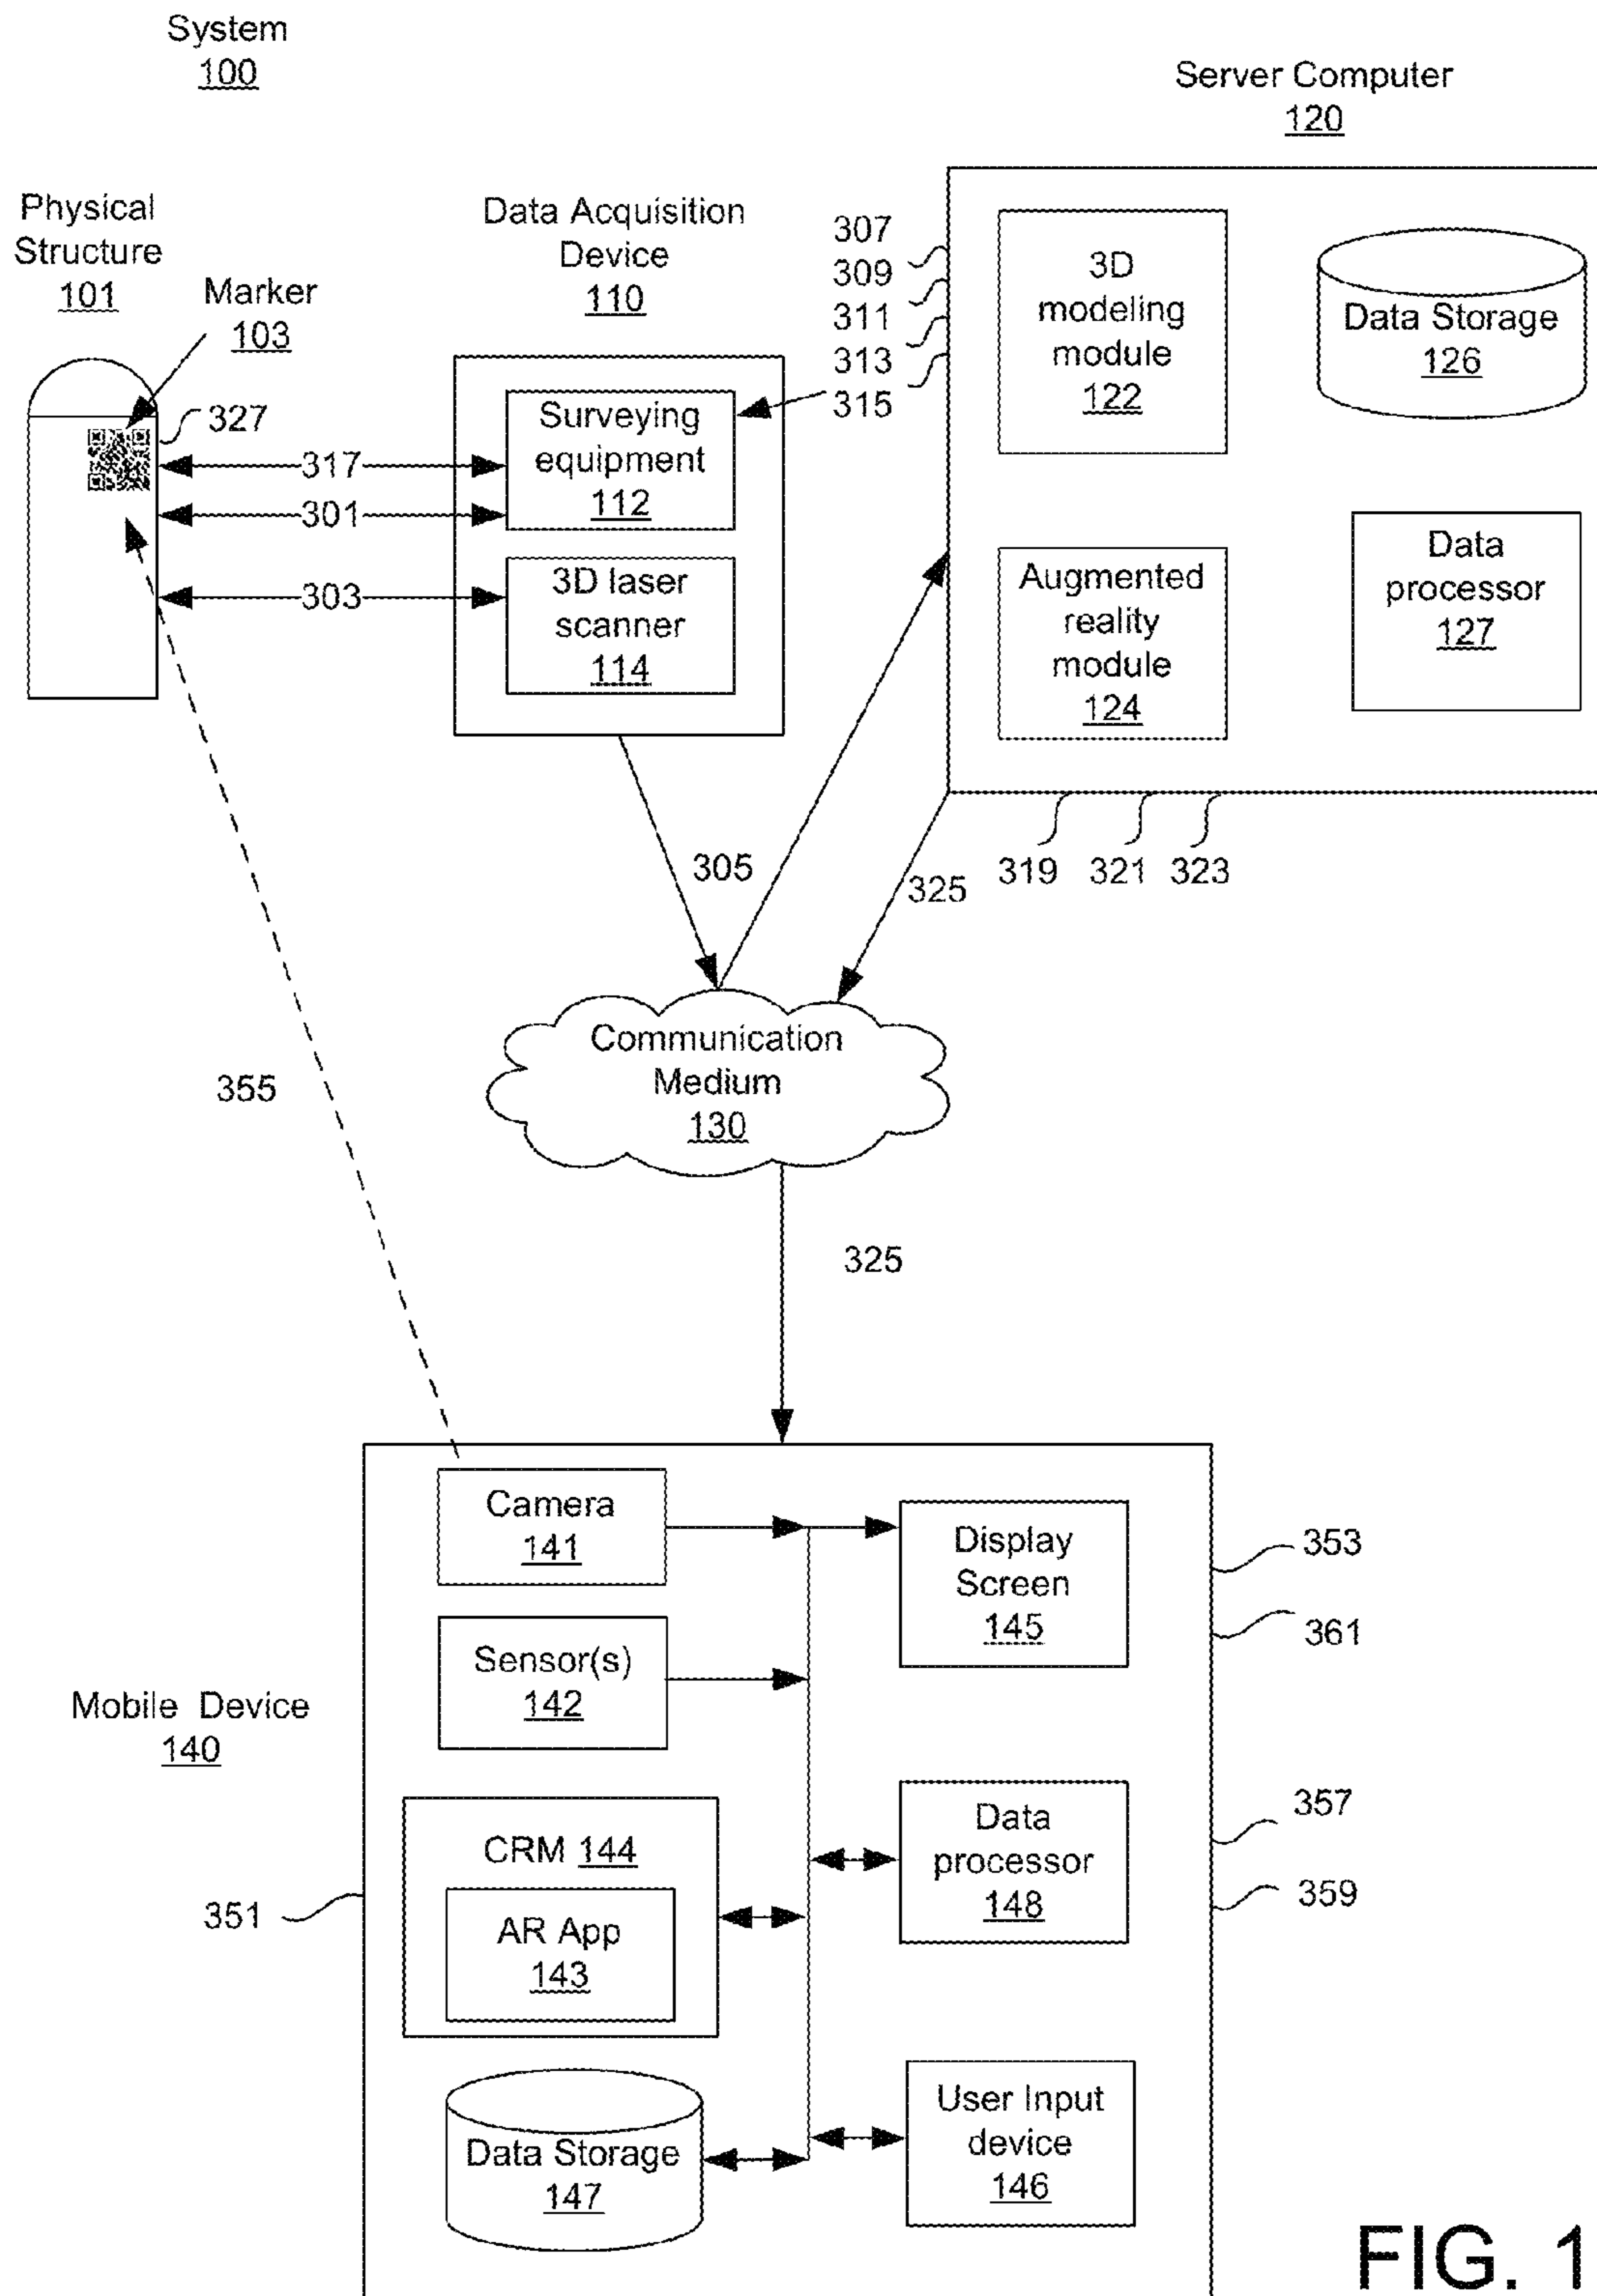 System
100
Server Computer
120
Physical
Structure
101
Marker
103
Data Acquisition
Device
110
307
309
311
313
315
3D
modeling
module
122
Data Storage
126
327
317
301
303
Surveying
equipment
112
3D laser
scanner
114
Augmented
reality
module
124
Data
processor
127
305
325
319
321
323
Communication
Medium
130
355
325
Mobile Device
140
Camera
141
Display
Screen
145
353
361
Sensor(s)
142
CRM 144
AR App
143
351
Data
processor
148
357
359
Data Storage
147
User Input
device
146
FIG. 1